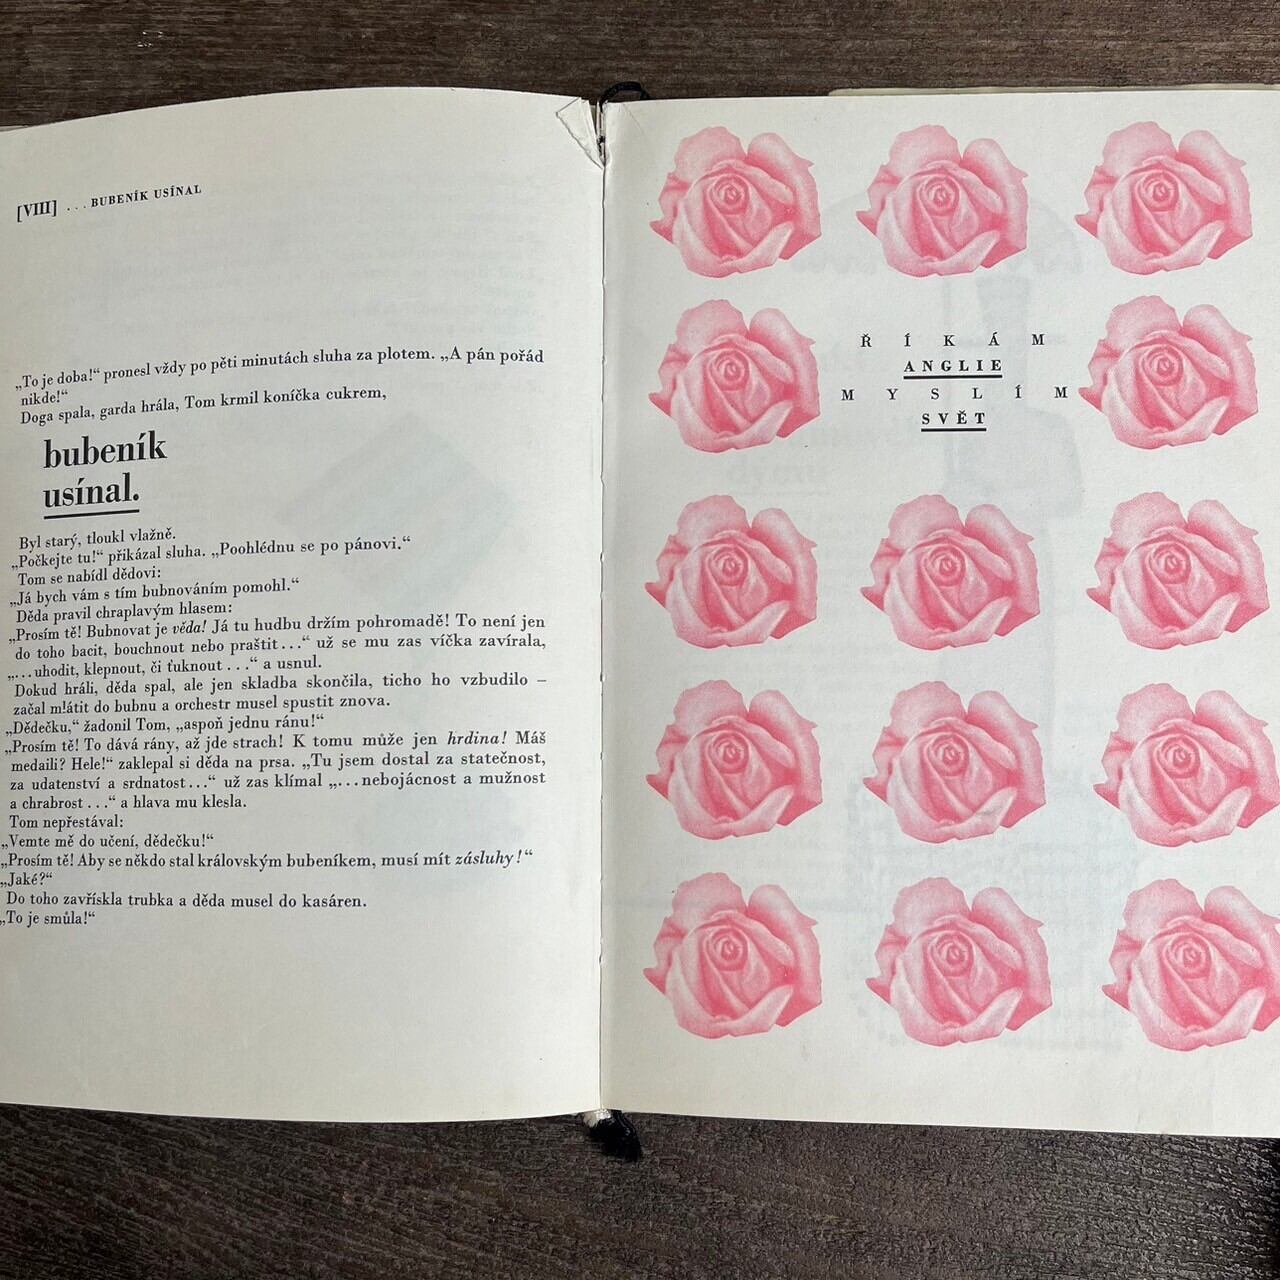 [VIII] ... BUBENÍK USÍNAL
„To je doba!“ pronesl vždy po pěti minutách sluha za plotem. „A pán pořád
nikde!“
Doga spala, garda hrála, Tom krmil koníčka cukrem,
bubeník
usínal.
Byl starý, tloukl vlažně.
„Počkejte tu!“ přikázal sluha. „Poohlédnu se po pánovi.“
Tom se nabídl dědovi:
„Já bych vám s tím bubnováním pomohl.“
Děda pravil chraplavým hlasem:
„Prosím tě! Bubnovat je věda! Já tu hudbu držím pohromadě! To není jen
do toho bacit, bouchnout nebo praštit...“ už se mu zas víčka zavírala,
„...uhodit, klepnout, či ťuknout ...“ a usnul.
Dokud hráli, děda spal, ale jen skladba skončila, ticho ho vzbudilo –
začal mlátit do bubnu a orchestr musel spustit znova.
„Dědečku,“ žadonil Tom, „aspoň jednu ránu!“
„Prosím tě! To dává rány, až jde strach! K tomu může jen hrdina! Máš
medaili? Hele!“ zaklepal si děda na prsa. „Tu jsem dostal za statečnost,
za udatenství a srdnatost...“ už zas klímal „...nebojácnost a mužnost
a chrabrost ...“ a hlava mu klesla.
Tom nepřestával:
„Vemte mě do učení, dědečku!“
„Prosím tě! Aby se někdo stal královským bubeníkem, musí mít zásluhy!“
„Jaké?“
Do toho zavřískla trubka a děda musel do kasáren.
„To je smůla!“
ŘÍKÁM
ANGLIE
MYSLÍM
SVĚT